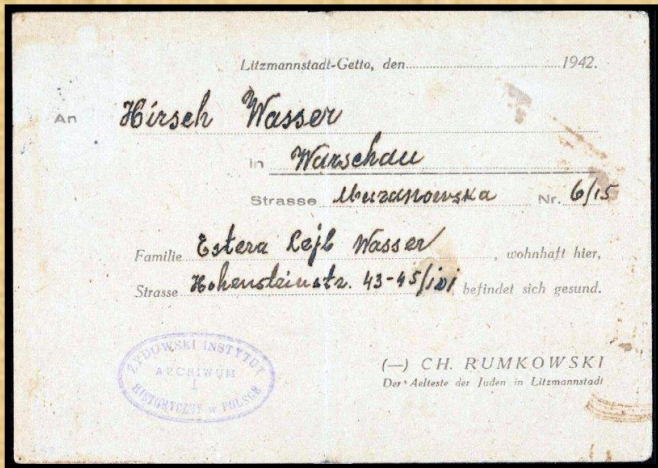 Litzmannstadt-Getto, den 1942.
An Hirsch Wasser
in Warschau
Strasse Muranowska Nr. 6/15
Familie Estera Lejb Wasser, wohnhaft hier,
Strasse Hohensteinstr. 43-45/ befindet sich gesund.
ŻYDOWSKI INSTYTUT
ARCHIWUM
HISTORYCZNY w POLSCE
(—) CH. RUMKOWSKI
Der Aelteste der Juden in Litzmannstadt